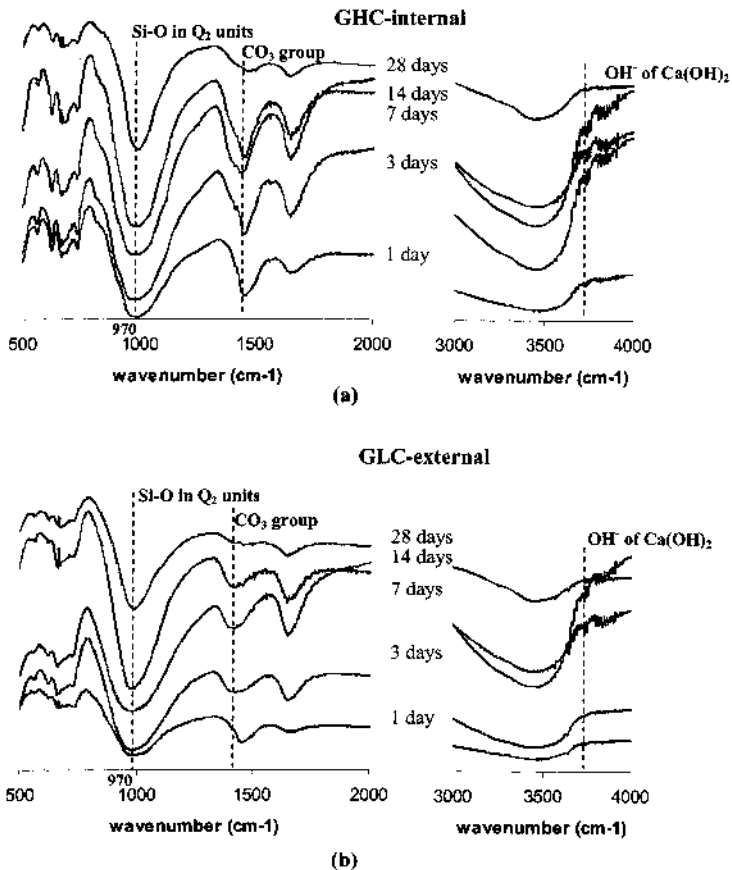 GHC-internal
Si-O in Q₂ units
CO₃ group
28 days
14 days
7 days
3 days
1 day
OH⁻ of Ca(OH)₂
970
500 1000 1500 2000
3000 3500 4000
wavenumber (cm-1) wavenumber (cm-1)
(a)
GLC-external
Si-O in Q₂ units
CO₃ group
28 days
14 days
7 days
3 days
1 day
OH⁻ of Ca(OH)₂
970
500 1000 1500 2000
3000 3500 4000
wavenumber (cm-1) wavenumber (cm-1)
(b)